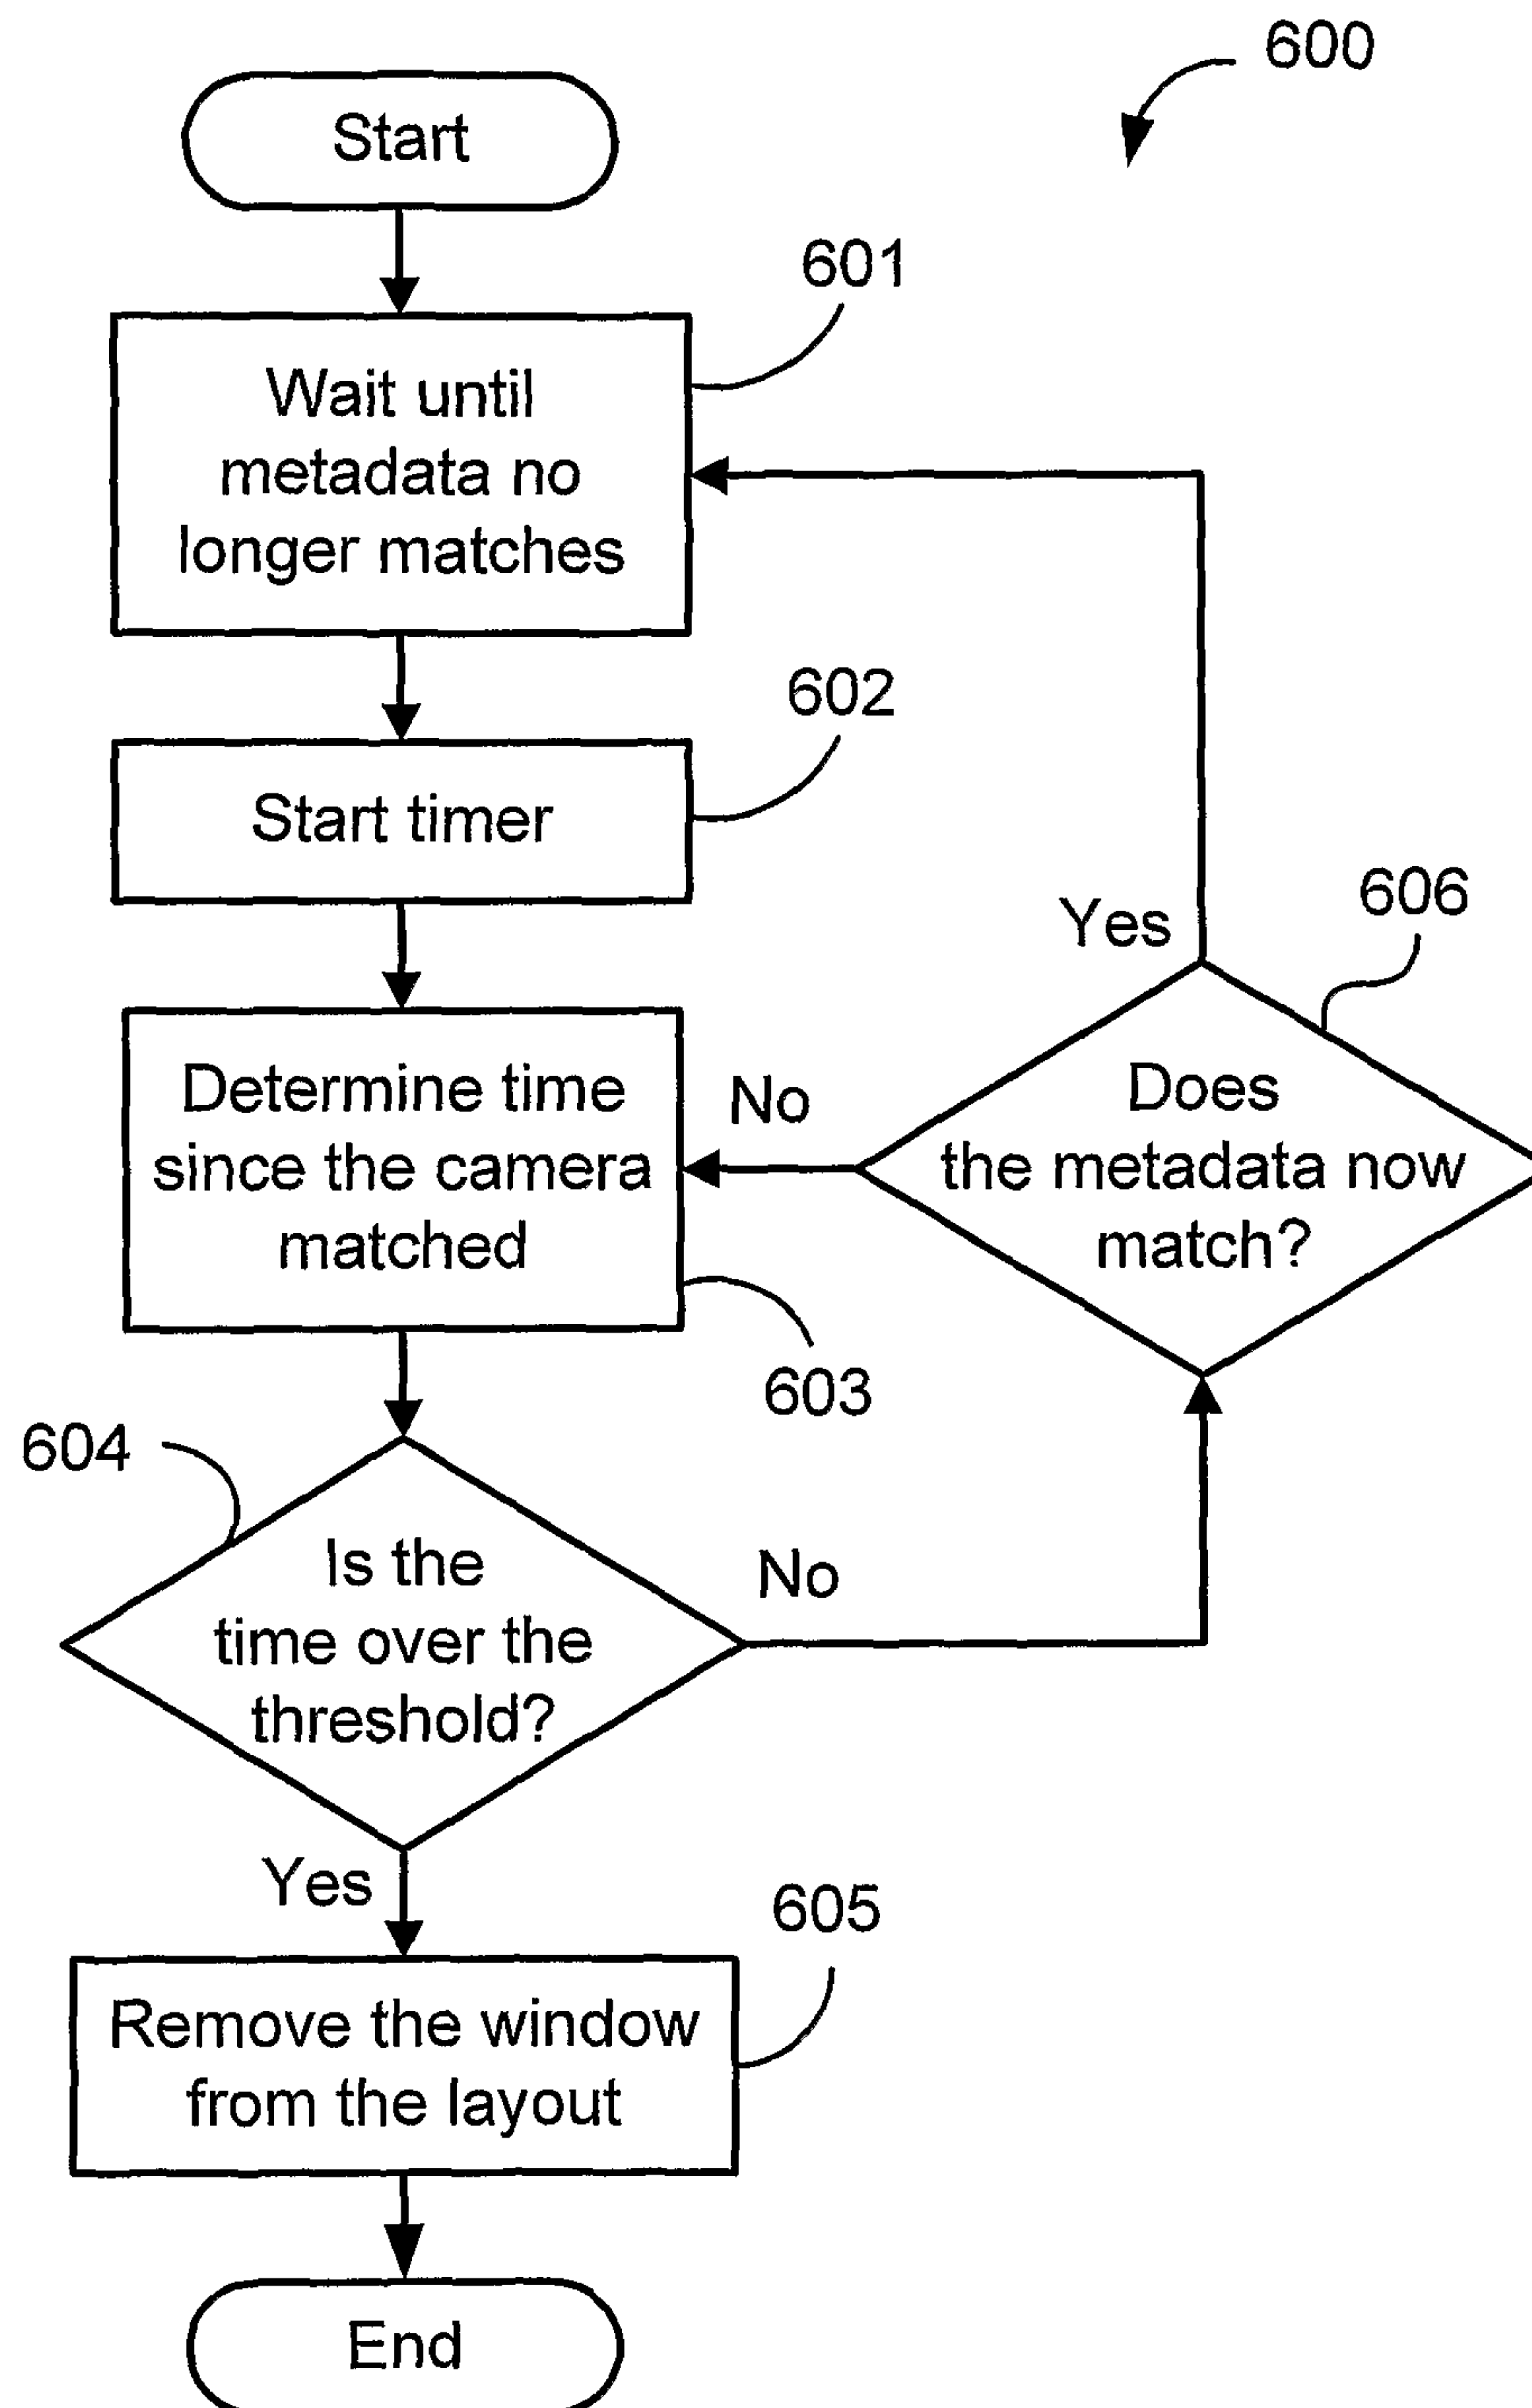 600
Start
601
Wait until
metadata no
longer matches
602
Start timer
Yes
606
Determine time
since the camera
matched
No
Does
the metadata now
match?
603
604
Is the
time over the
threshold?
No
Yes
605
Remove the window
from the layout
End